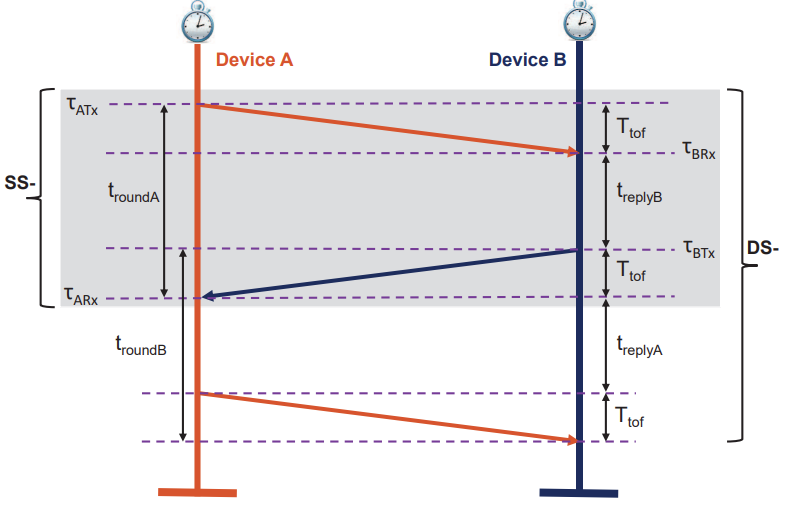 Device A
Device B
τATx
Ttof
τBRx
SS-
troundA
treplyB
τBTx
DS-
Ttof
τARx
troundB
treplyA
Ttof